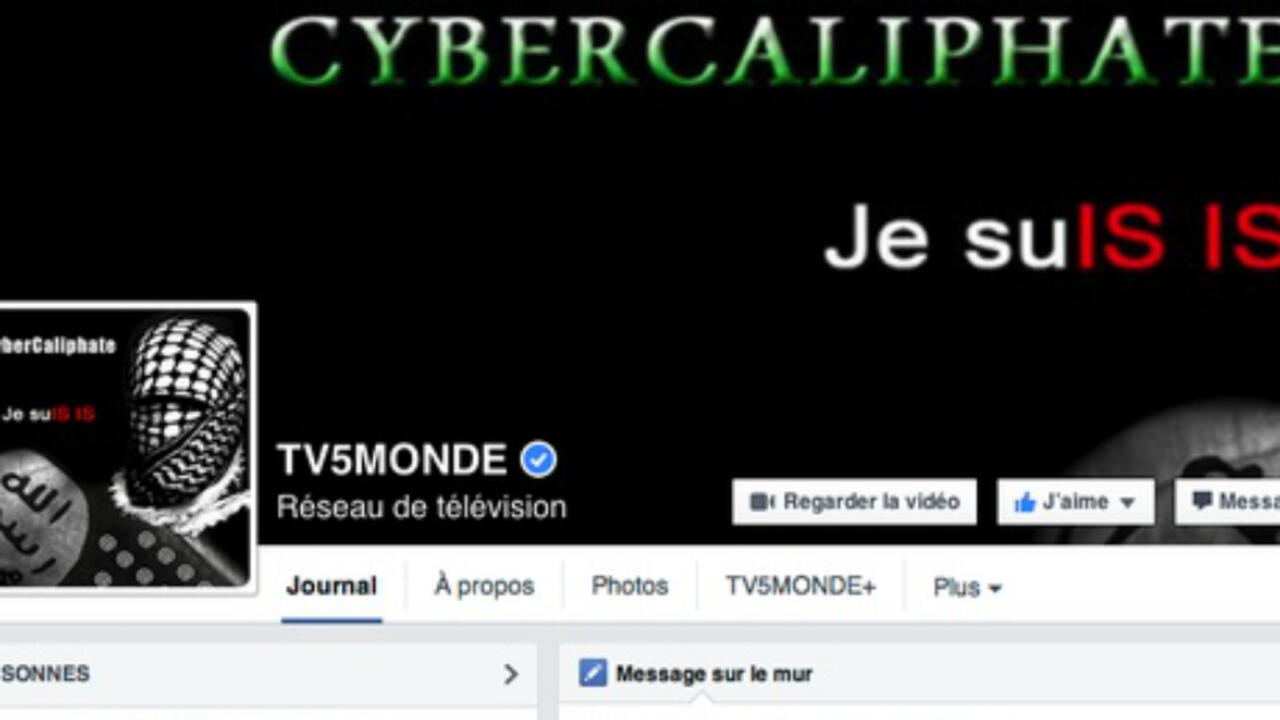 CYBERCALIPHATE
Je suIS IS
berCaliphate
Je suIS IS
الله
TV5MONDE
Réseau de télévision
Regarder la vidéo
J'aime
Messa
Journal
À propos
Photos
TV5MONDE+
Plus
SONNES
Message sur le mur